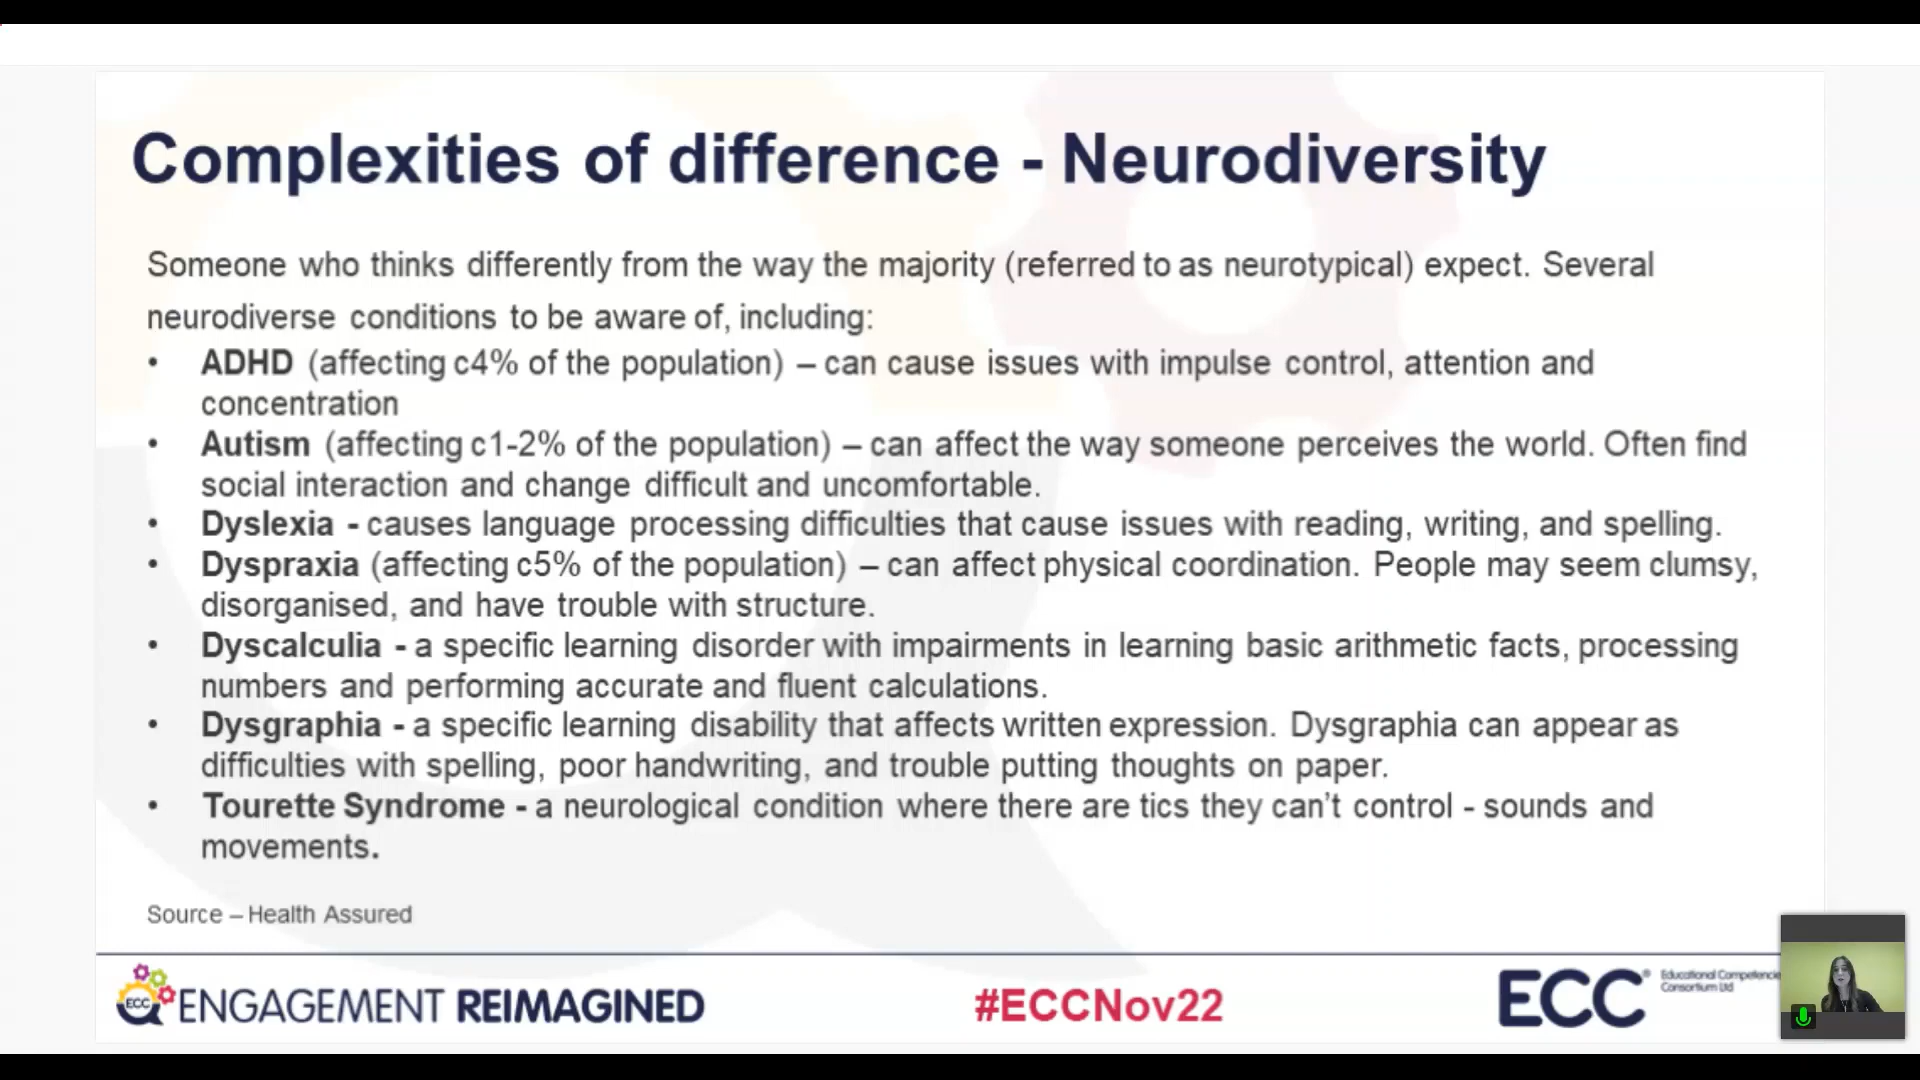 Complexities of difference - Neurodiversity
Someone who thinks differently from the way the majority (referred to as neurotypical) expect. Several
neurodiverse conditions to be aware of, including:
• ADHD (affecting c4% of the population) – can cause issues with impulse control, attention and
concentration
• Autism (affecting c1-2% of the population) – can affect the way someone perceives the world. Often find
social interaction and change difficult and uncomfortable.
• Dyslexia - causes language processing difficulties that cause issues with reading, writing, and spelling.
• Dyspraxia (affecting c5% of the population) – can affect physical coordination. People may seem clumsy,
disorganised, and have trouble with structure.
• Dyscalculia - a specific learning disorder with impairments in learning basic arithmetic facts, processing
numbers and performing accurate and fluent calculations.
• Dysgraphia - a specific learning disability that affects written expression. Dysgraphia can appear as
difficulties with spelling, poor handwriting, and trouble putting thoughts on paper.
• Tourette Syndrome - a neurological condition where there are tics they can’t control - sounds and
movements.
Source – Health Assured
ECC ENGAGEMENT REIMAGINED
#ECCNov22
ECC®
Educational Competencie
Consortium Ltd